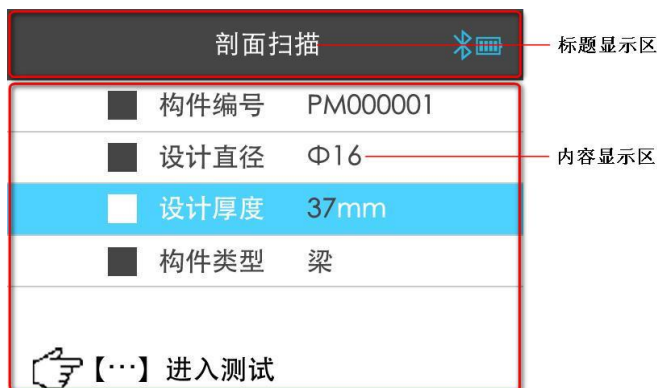 剖面扫描
标题显示区
构件编号 PM000001
设计直径 Φ16
内容显示区
设计厚度 37mm
构件类型 梁
【…】进入测试